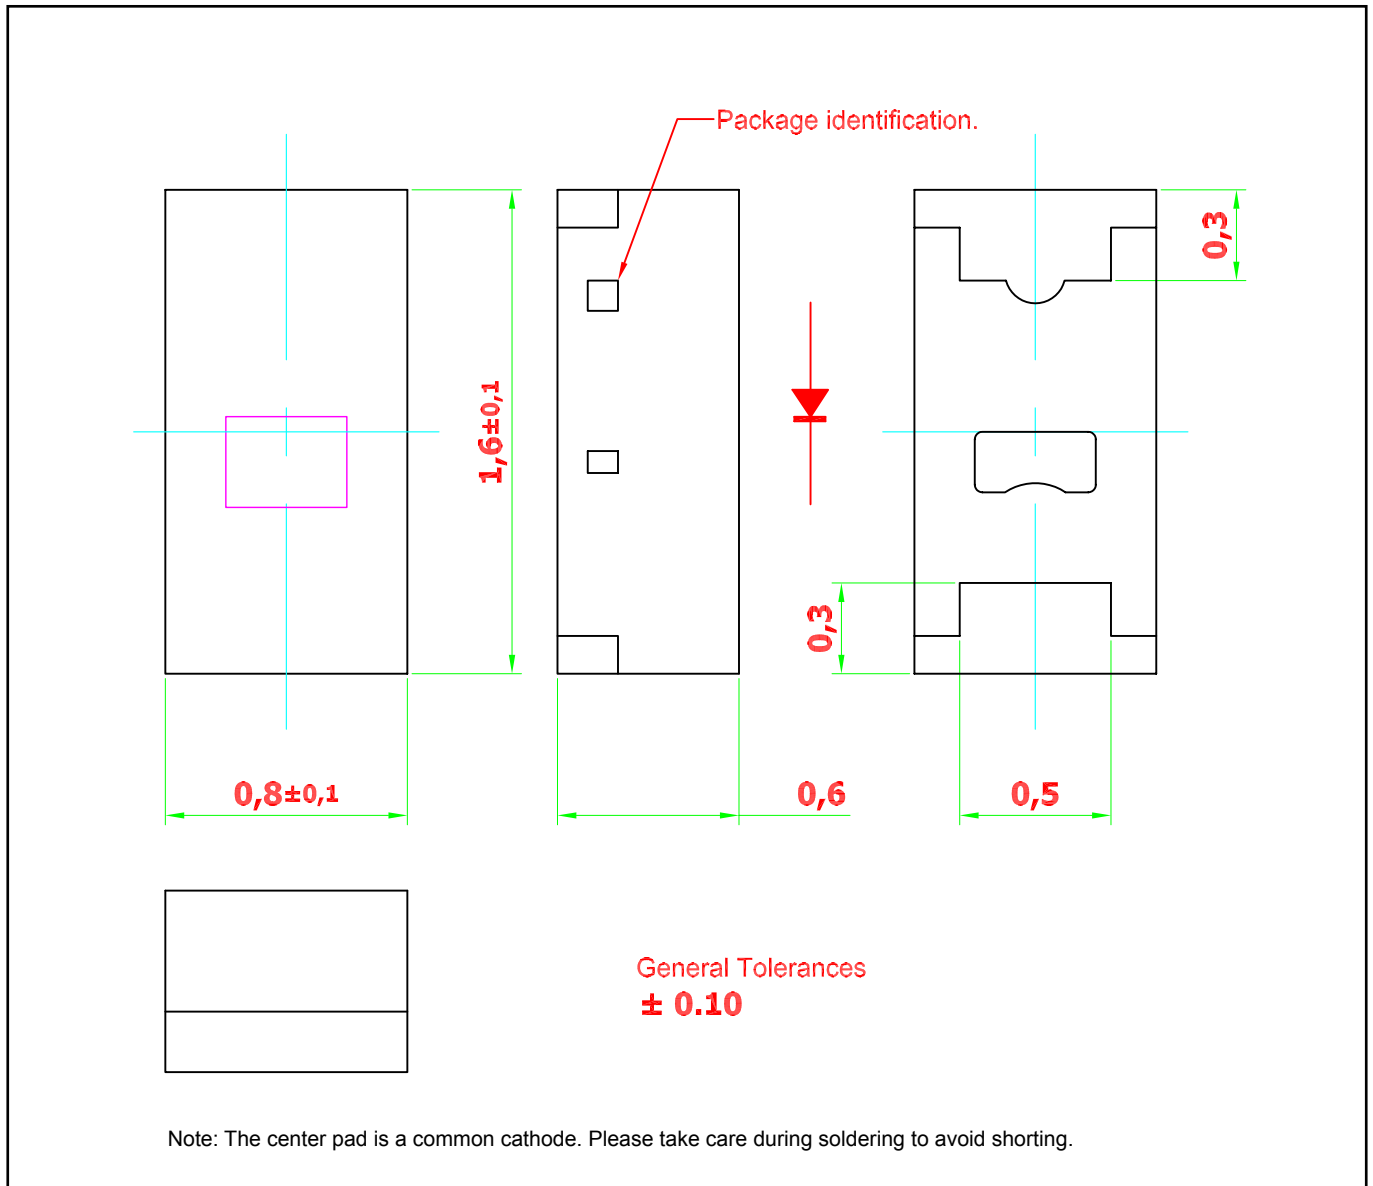 Package identification.
0,3
1,6±0,1
0,3
0,8±0,1
0,6
0,5
General Tolerances
± 0.10
Note: The center pad is a common cathode. Please take care during soldering to avoid shorting.